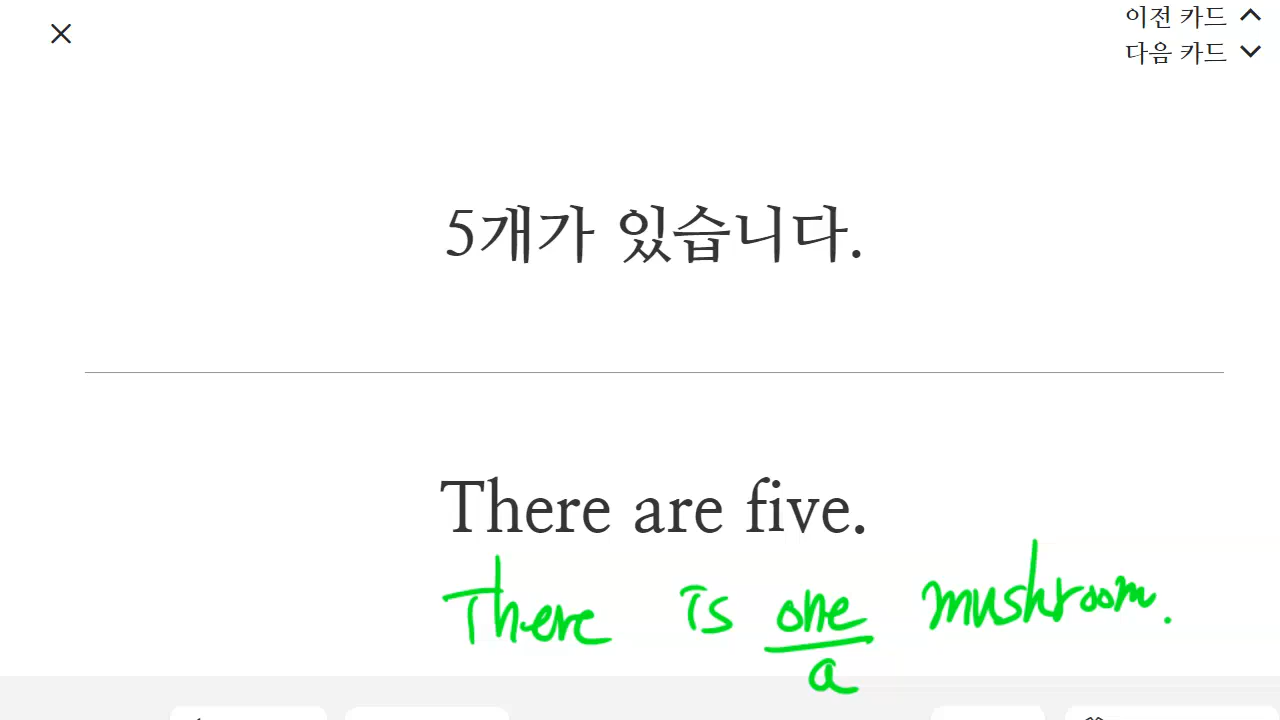 이전 카드
다음 카드
5개가 있습니다.
There are five.
There is one mushroom.
a